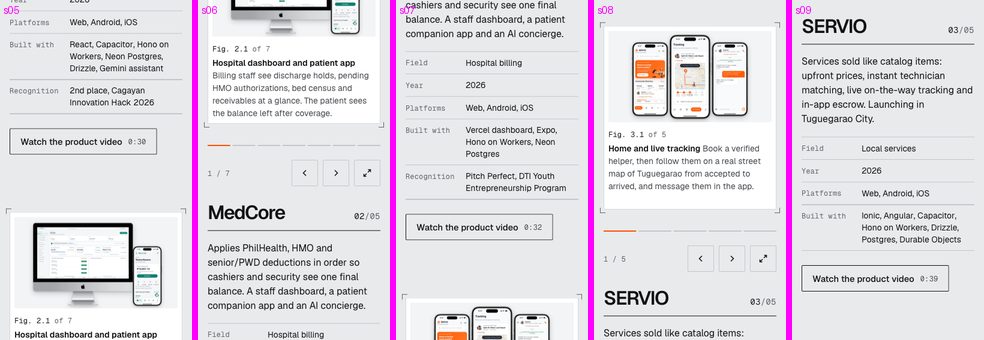 s05
Year
Platforms Web, Android, iOS
Built with React, Capacitor, Hono on
Workers, Neon Postgres,
Drizzle, Gemini assistant
Recognition 2nd place, Cagayan
Innovation Hack 2026
Watch the product video 0:30
Fig. 2.1 of 7
Hospital dashboard and patient app
s06
Fig. 2.1 of 7
Hospital dashboard and patient app
Billing staff see discharge holds, pending
HMO authorizations, bed census and
receivables at a glance. The patient sees
the balance left after coverage.
1 / 7
MedCore 02/05
Applies PhilHealth, HMO and
senior/PWD deductions in order so
cashiers and security see one final
balance. A staff dashboard, a patient
companion app and an AI concierge.
Field Hospital billing
s07
cashiers and security see one final
balance. A staff dashboard, a patient
companion app and an AI concierge.
Field Hospital billing
Year 2026
Platforms Web, Android, iOS
Built with Vercel dashboard, Expo,
Hono on Workers, Neon
Postgres
Recognition Pitch Perfect, DTI Youth
Entrepreneurship Program
Watch the product video 0:32
s08
Tracking
Fig. 3.1 of 5
Home and live tracking Book a verified
helper, then follow them on a real street
map of Tuguegarao from accepted to
arrived, and message them in the app.
1 / 5
SERVIO 03/05
Services sold like catalog items:
s09
SERVIO 03/05
Services sold like catalog items:
upfront prices, instant technician
matching, live on-the-way tracking and
in-app escrow. Launching in
Tuguegarao City.
Field Local services
Year 2026
Platforms Web, Android, iOS
Built with Ionic, Angular, Capacitor,
Hono on Workers, Drizzle,
Postgres, Durable Objects
Watch the product video 0:39